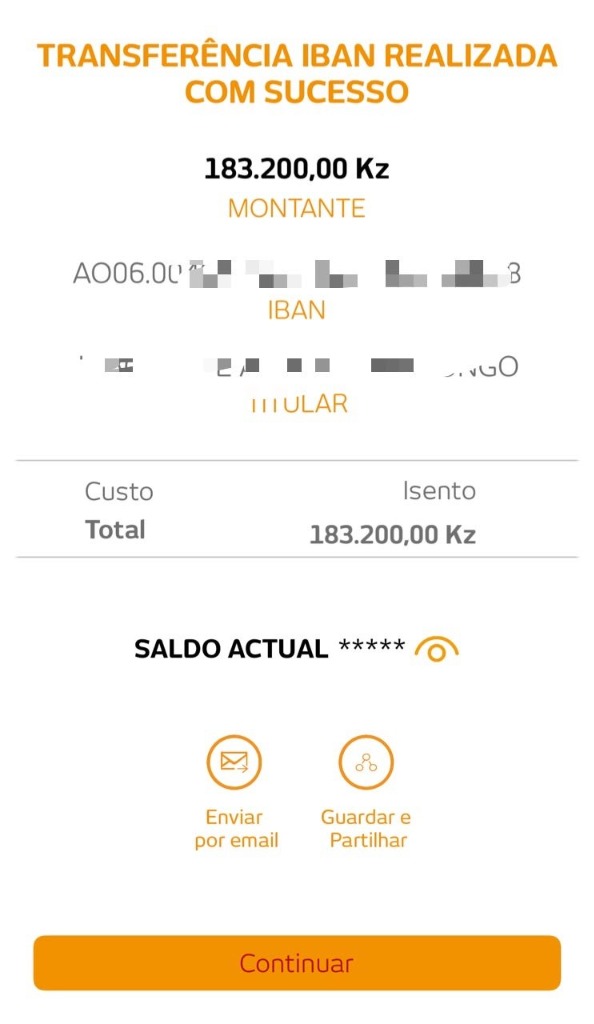 TRANSFERÊNCIA IBAN REALIZADA
COM SUCESSO
183.200,00 Kz
MONTANTE
IBAN
TITULAR
Custo Isento
Total 183.200,00 Kz
SALDO ACTUAL *****
Enviar
por email
Guardar e
Partilhar
Continuar